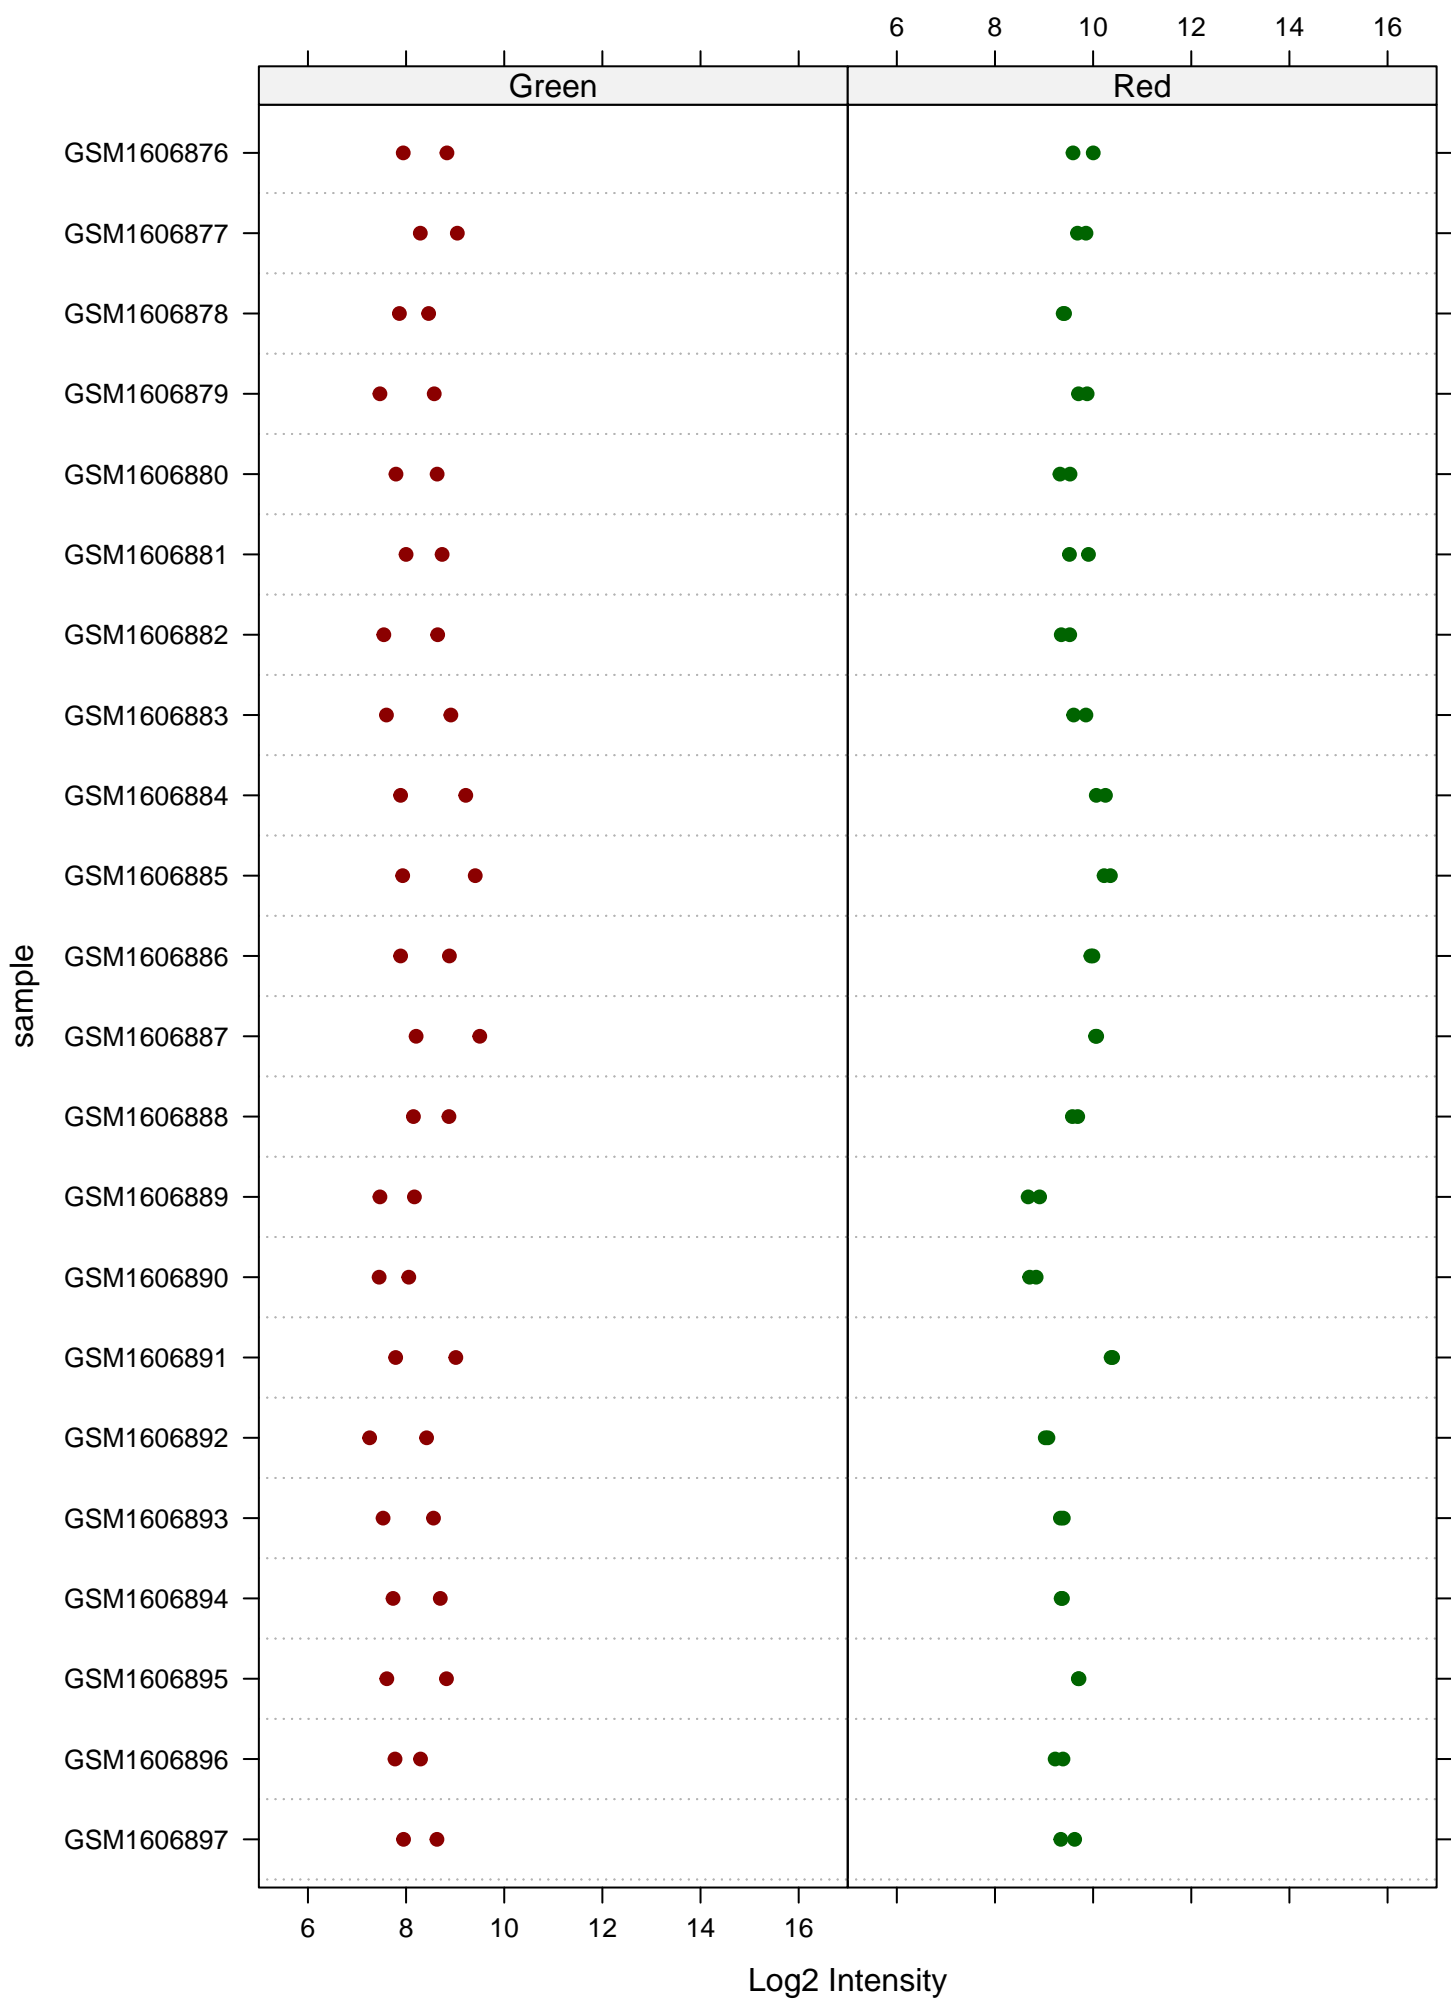 6 8 10 12 14 16
Green Red
GSM1606876
GSM1606877
GSM1606878
GSM1606879
GSM1606880
GSM1606881
GSM1606882
GSM1606883
GSM1606884
GSM1606885
GSM1606886
GSM1606887
GSM1606888
GSM1606889
GSM1606890
GSM1606891
GSM1606892
GSM1606893
GSM1606894
GSM1606895
GSM1606896
GSM1606897
sample
6 8 10 12 14 16
Log2 Intensity